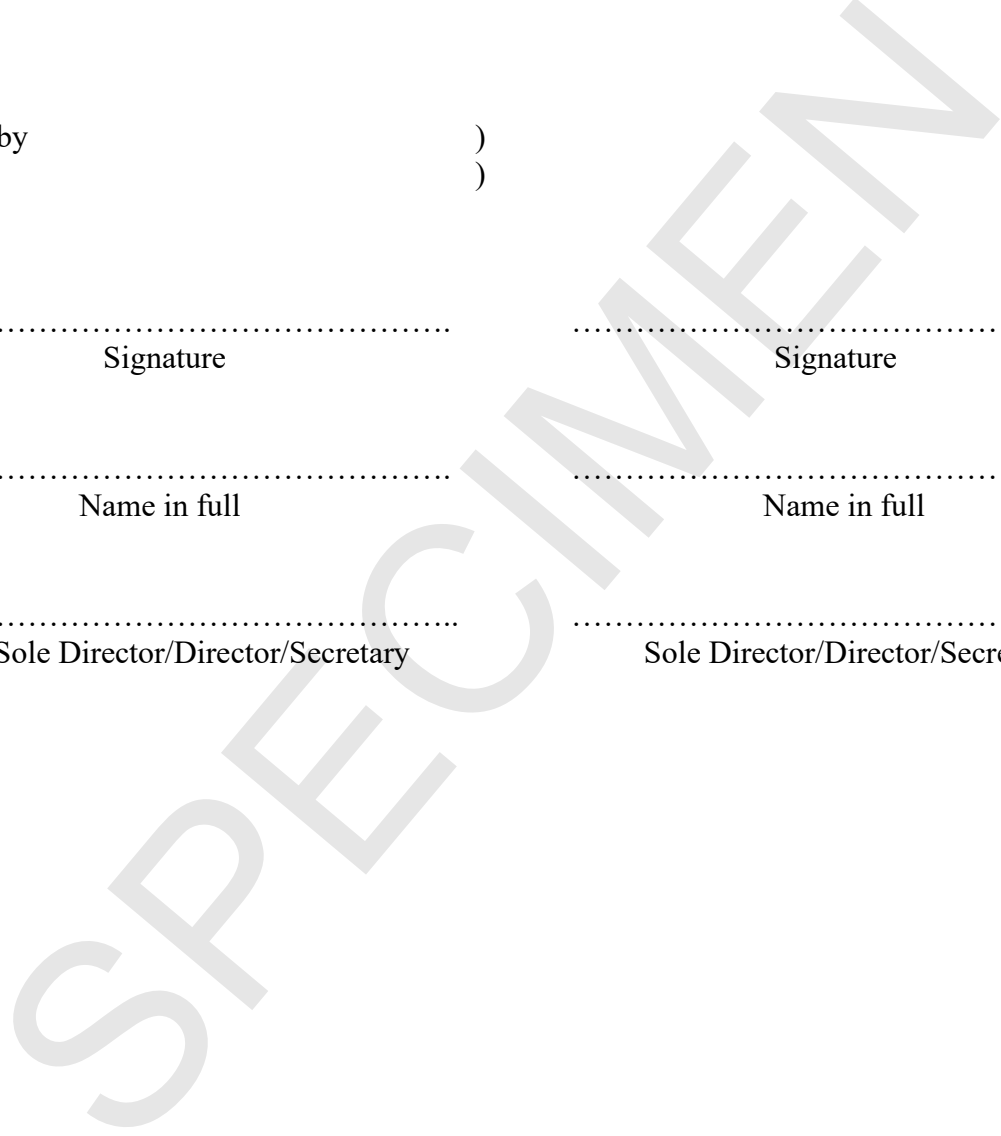 by )
)
…………………………………………. ……………………………………
Signature Signature
…………………………………………. ……………………………………
Name in full Name in full
………………………………………….. ……………………………………
Sole Director/Director/Secretary Sole Director/Director/Secre
SPECIMEN